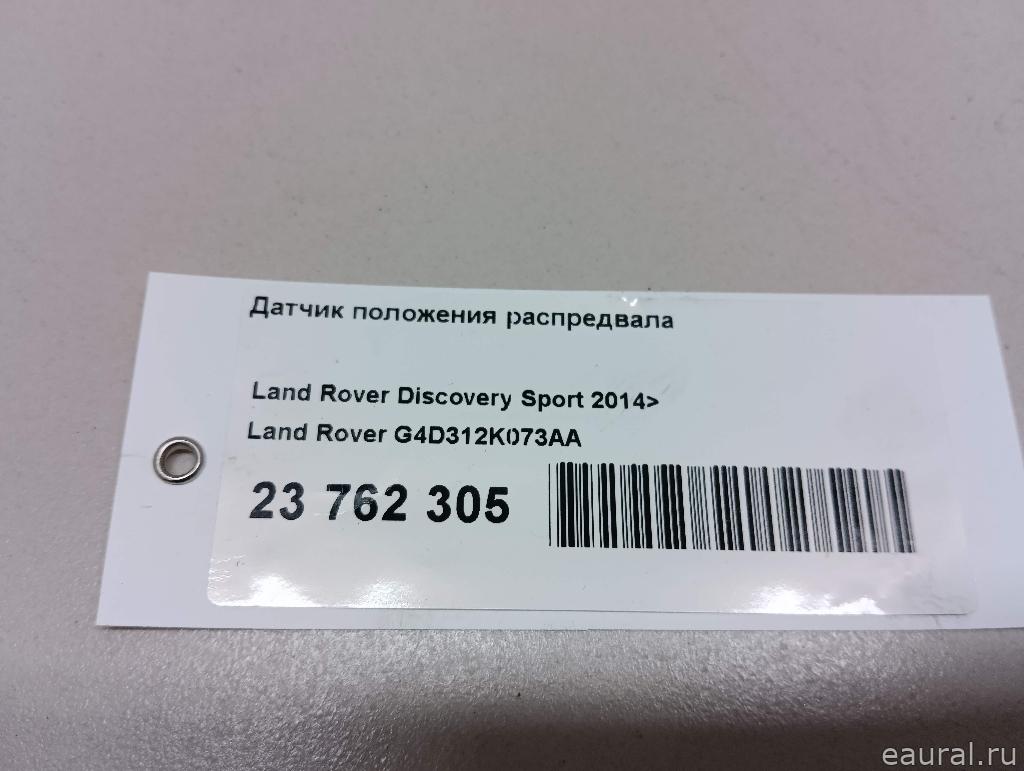 Датчик положения распредвала
Land Rover Discovery Sport 2014>
Land Rover G4D312K073AA
23 762 305
eaural.ru